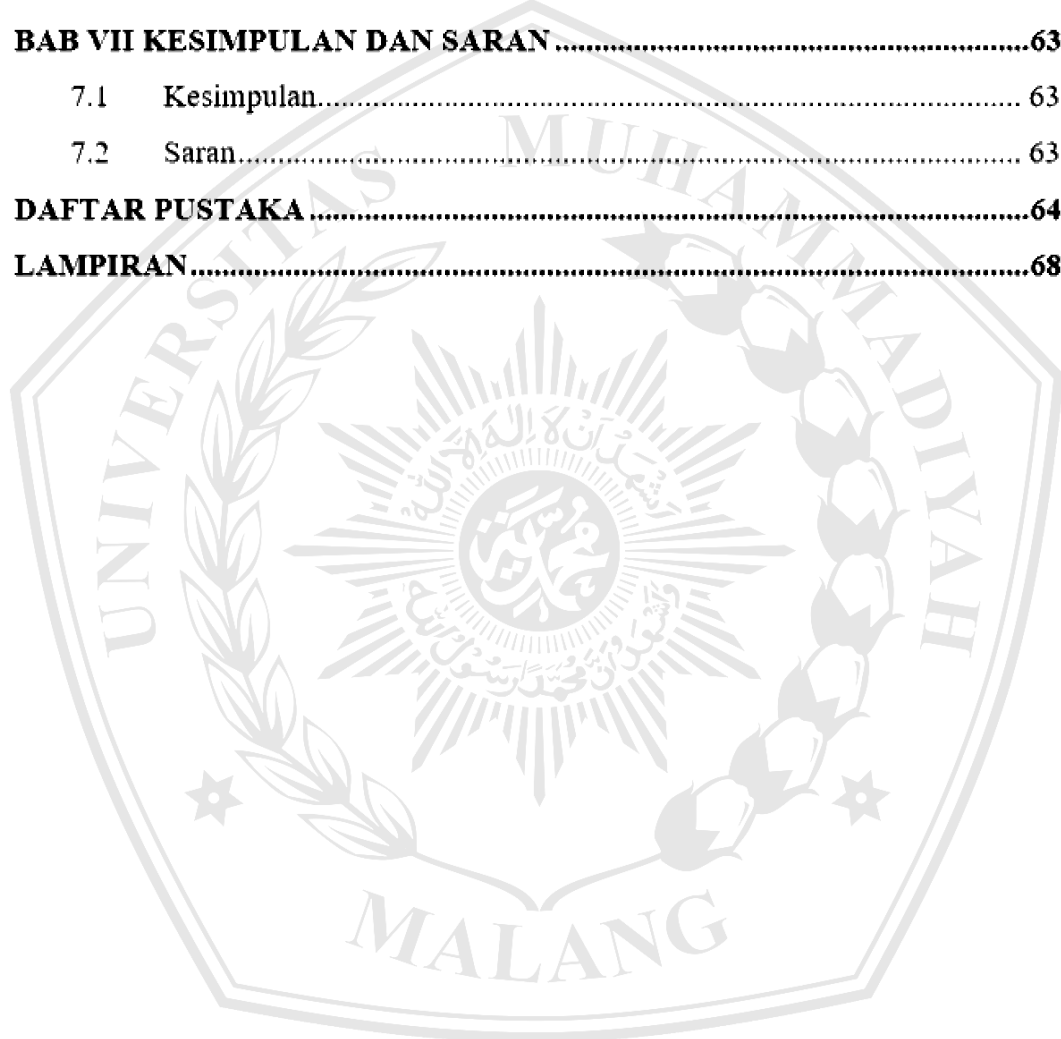 BAB VII KESIMPULAN DAN SARAN ........................................................................63
7.1 Kesimpulan........................................................................................................ 63
7.2 Saran.................................................................................................................... 63
DAFTAR PUSTAKA .............................................................................................................64
LAMPIRAN..............................................................................................................................68
UNIVERSITAS MUHAMMADIYAH
MALANG